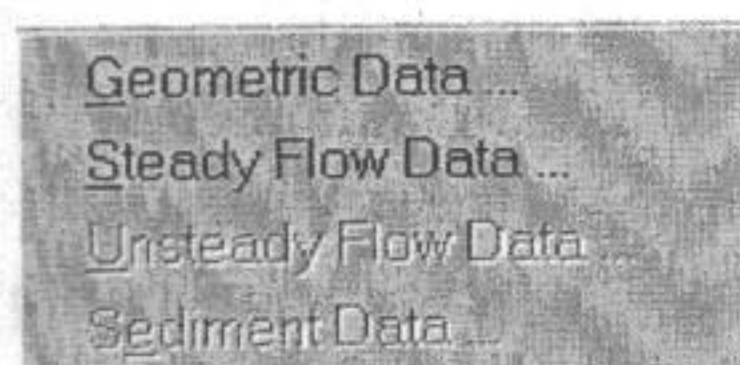 Geometric Data ...
Steady Flow Data ...
Unsteady Flow Data ...
Sediment Data ...